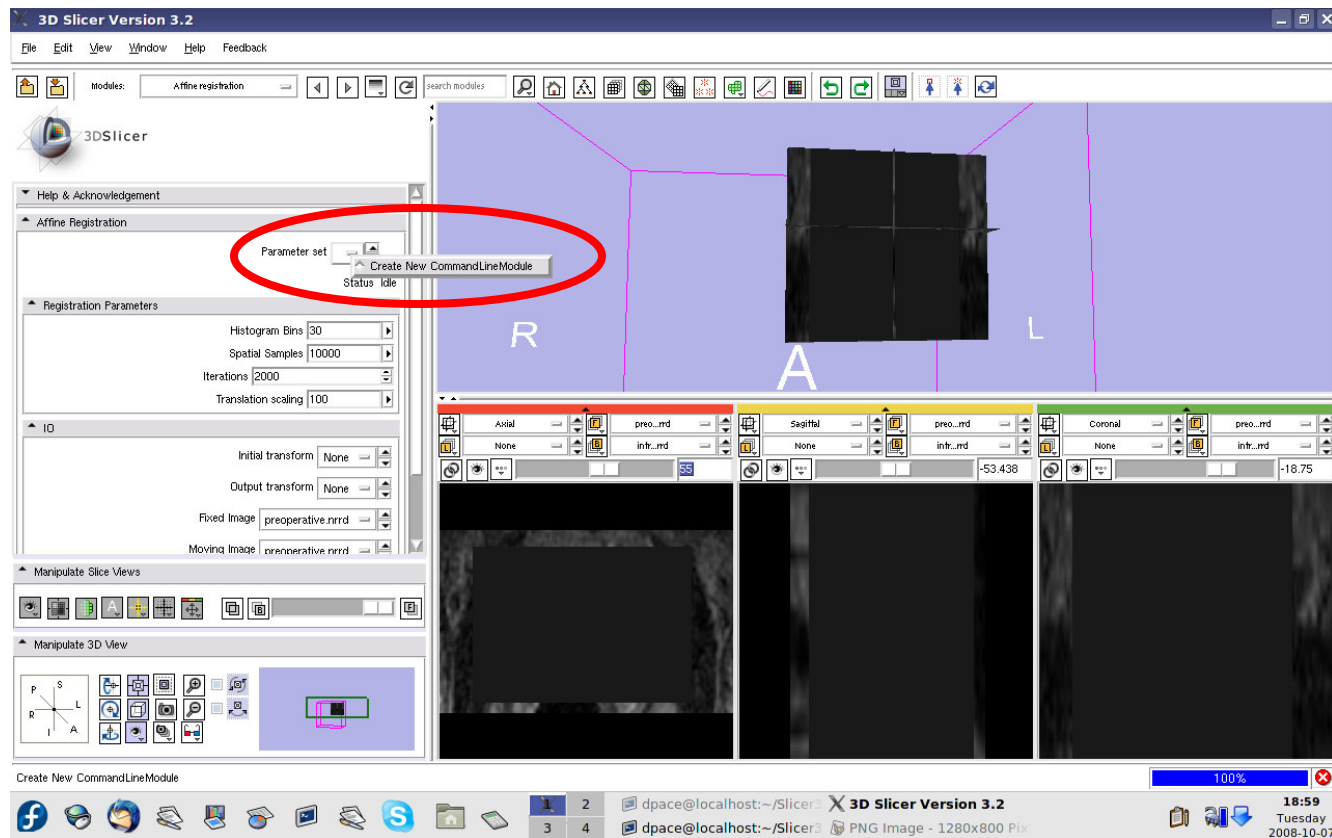 3D Slicer Version 3.2
File Edit View Window Help Feedback
Modules: Affine registration search modules
3DSlicer
Help & Acknowledgement
Affine Registration
Parameter set
Create New CommandLineModule
Status Idle
Registration Parameters
Histogram Bins 30
Spatial Samples 10000
Iterations 2000
Translation scaling 100
IO
Initial transform None
Output transform None
Fixed Image preoperative.nrrd
Moving Image preoperative.nrrd
Manipulate Slice Views
A B F
Manipulate 3D View
P S
R L
I A
R A L
Axial F preo...rrd Sagittal F preo...rrd Coronal F preo...rrd
L None B intr...rrd L None B intr...rrd L None B intr...rrd
55 -53.438 -18.75
Create New CommandLineModule
100%
1 2
3 4
dpace@localhost:~/Slicer3
3D Slicer Version 3.2
dpace@localhost:~/Slicer3
PNG Image - 1280x800 Pix
18:59
Tuesday
2008-10-07